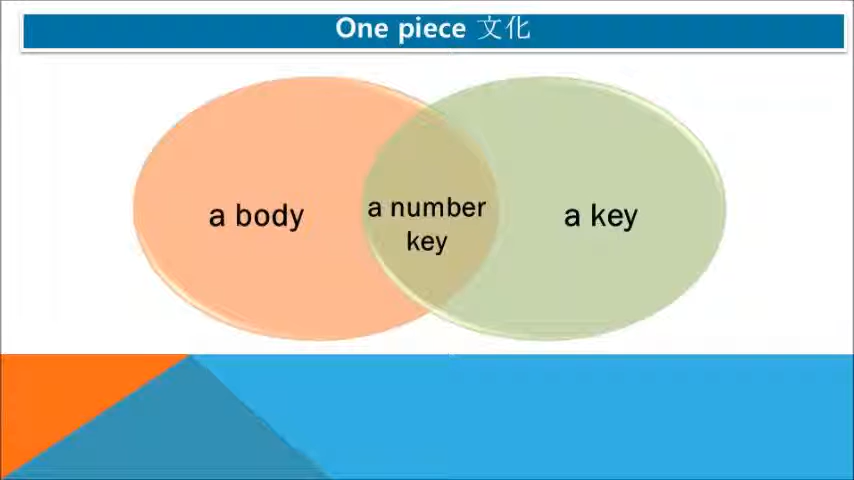 One piece 文化
a body
a number
key
a key